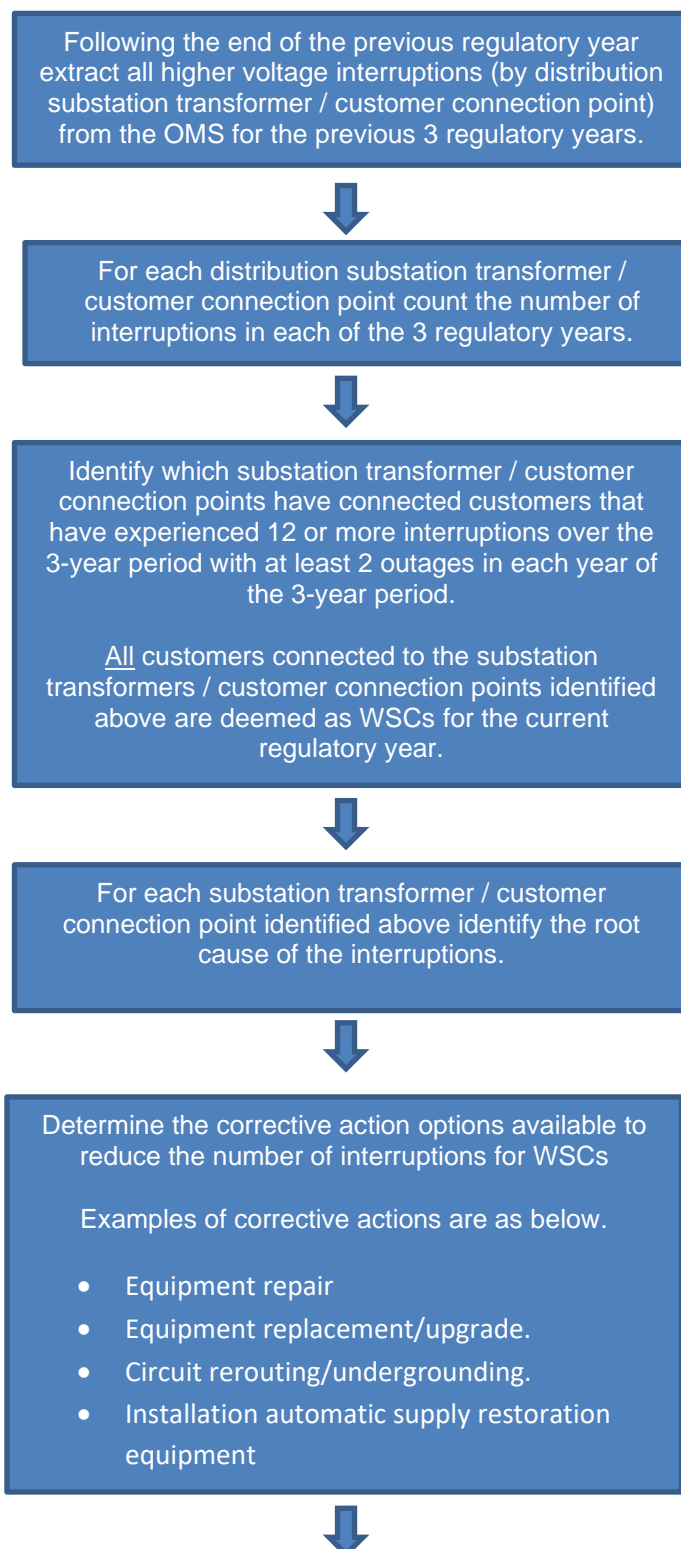 Following the end of the previous regulatory year
extract all higher voltage interruptions (by distribution
substation transformer / customer connection point)
from the OMS for the previous 3 regulatory years.
For each distribution substation transformer /
customer connection point count the number of
interruptions in each of the 3 regulatory years.
Identify which substation transformer / customer
connection points have connected customers that
have experienced 12 or more interruptions over the
3-year period with at least 2 outages in each year of
the 3-year period.
All customers connected to the substation
transformers / customer connection points identified
above are deemed as WSCs for the current
regulatory year.
For each substation transformer / customer
connection point identified above identify the root
cause of the interruptions.
Determine the corrective action options available to
reduce the number of interruptions for WSCs
Examples of corrective actions are as below.
• Equipment repair
• Equipment replacement/upgrade.
• Circuit rerouting/undergrounding.
• Installation automatic supply restoration
equipment